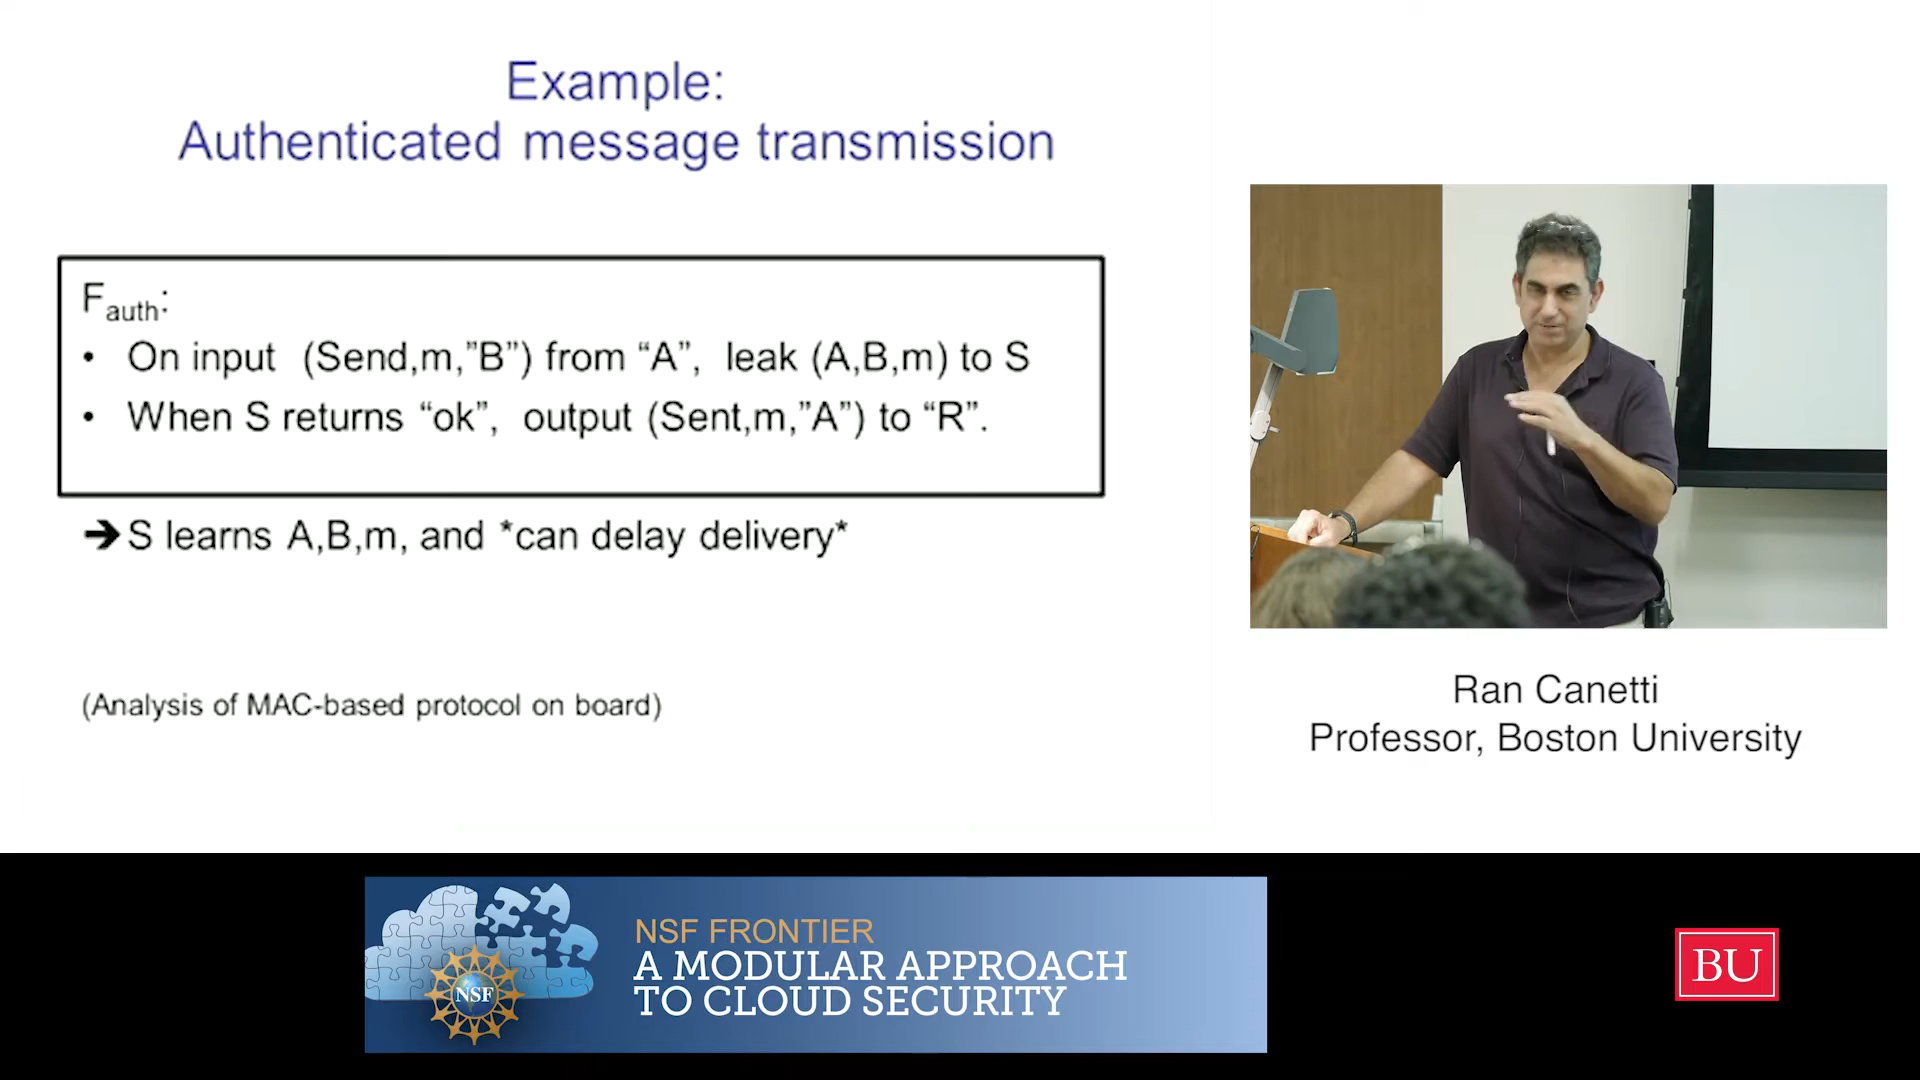 Example:
Authenticated message transmission
Fauth:
• On input (Send,m,”B”) from “A”, leak (A,B,m) to S
• When S returns “ok”, output (Sent,m,”A”) to “R”.
➔ S learns A,B,m, and *can delay delivery*
(Analysis of MAC-based protocol on board)
Ran Canetti
Professor, Boston University
NSF FRONTIER
A MODULAR APPROACH
TO CLOUD SECURITY
NSF
BU